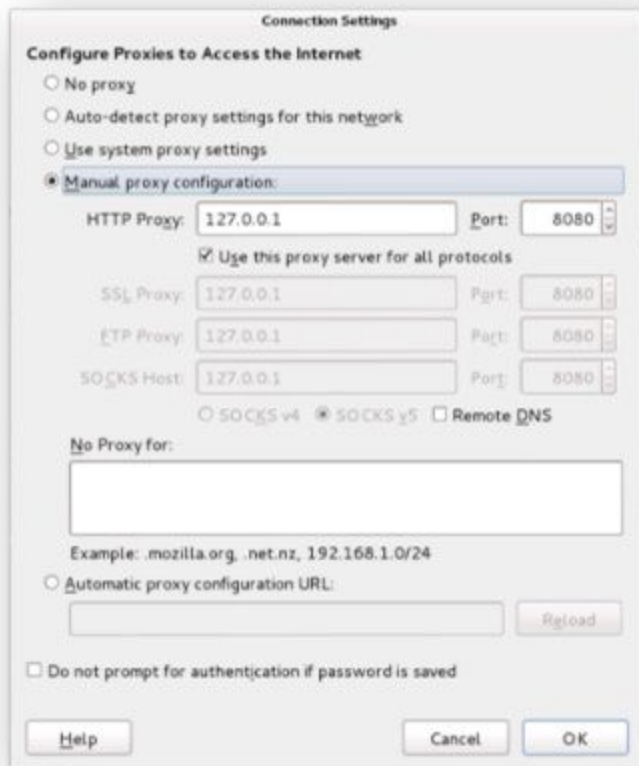 Connection Settings
Configure Proxies to Access the Internet
No proxy
Auto-detect proxy settings for this network
Use system proxy settings
Manual proxy configuration:
HTTP Proxy: 127.0.0.1 Port: 8080
Use this proxy server for all protocols
SSL Proxy: 127.0.0.1 Port: 8080
FTP Proxy: 127.0.0.1 Port: 8080
SOCKS Host: 127.0.0.1 Port: 8080
SOCKS v4 SOCKS v5 Remote DNS
No Proxy for:
Example: .mozilla.org, .net.nz, 192.168.1.0/24
Automatic proxy configuration URL:
Reload
Do not prompt for authentication if password is saved
Help Cancel OK